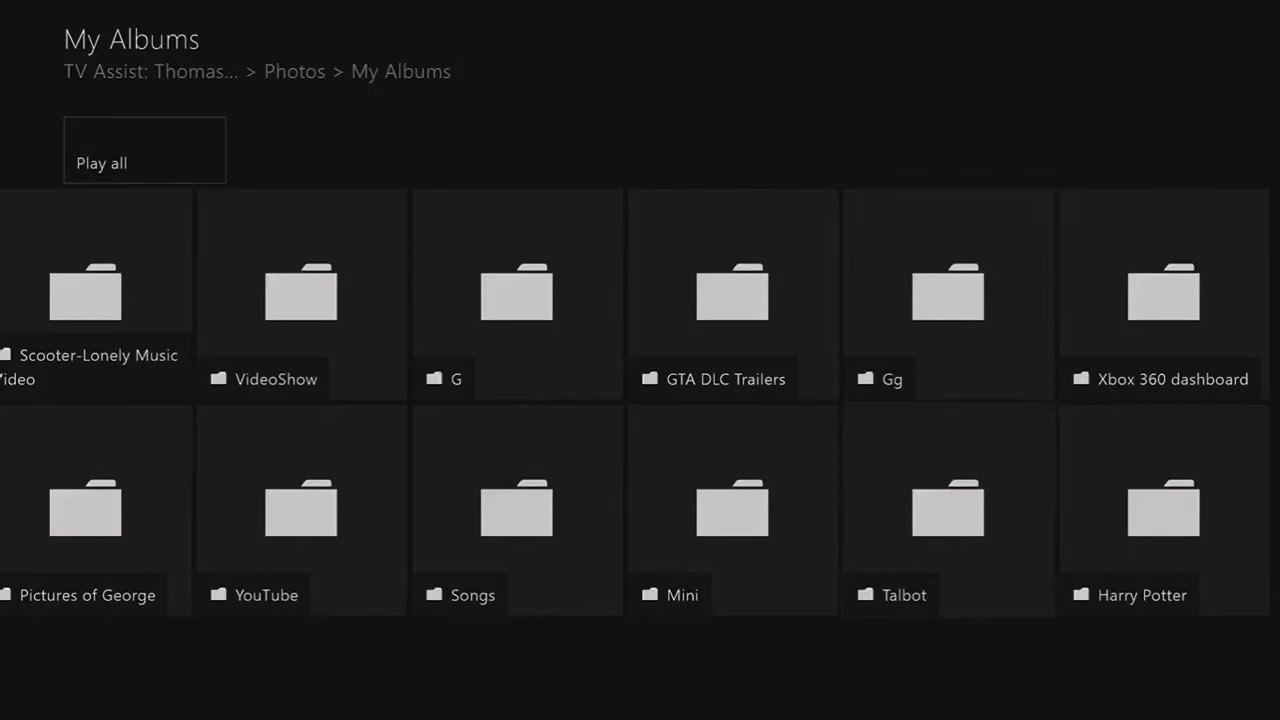 My Albums
TV Assist: Thomas... > Photos > My Albums
Play all
Scooter-Lonely Music
Video
VideoShow
G
GTA DLC Trailers
Gg
Xbox 360 dashboard
Pictures of George
YouTube
Songs
Mini
Talbot
Harry Potter